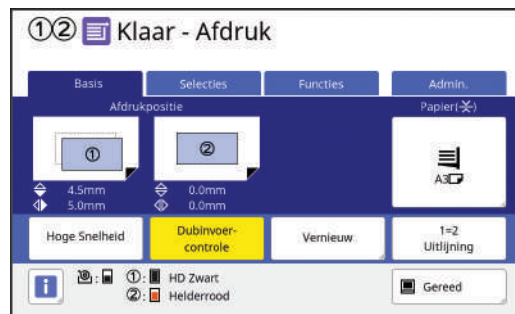 ①② Klaar - Afdruk
Basis Selecties Functies Admin.
Afdrukpositie Papier( )
① ②
A3
4.5mm 0.0mm
5.0mm 0.0mm
Hoge Snelheid Dubinvoer-
controle Vernieuw 1=2
Uitlijning
i : ①: HD Zwart
②: Helderrood
Gereed